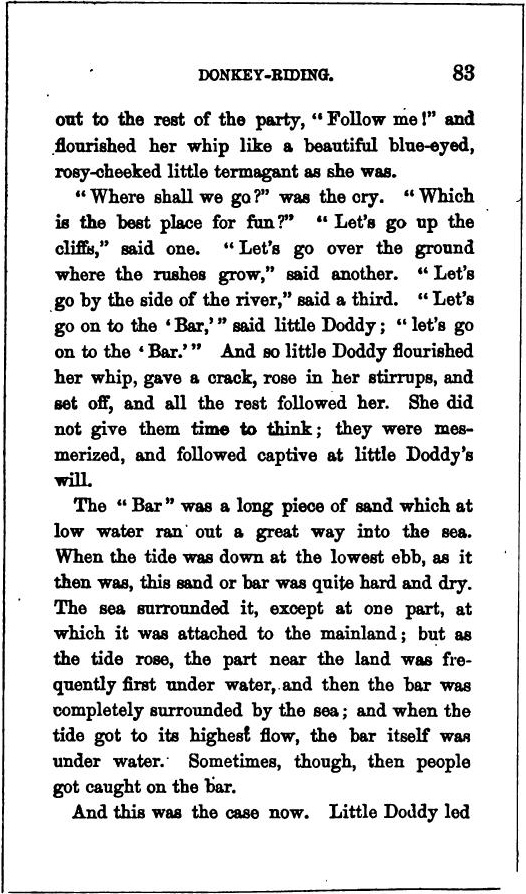 DONKEY-RIDING. 83
out to the rest of the party, “Follow me!” and
flourished her whip like a beautiful blue-eyed,
rosy-cheeked little termagant as she was.
“Where shall we go?” was the cry. “Which
is the best place for fun?” “Let's go up the
cliffs,” said one. “Let's go over the ground
where the rushes grow,” said another. “Let's
go by the side of the river,” said a third. “Let's
go on to the ‘Bar,’” said little Doddy; “let's go
on to the ‘Bar.’” And so little Doddy flourished
her whip, gave a crack, rose in her stirrups, and
set off, and all the rest followed her. She did
not give them time to think; they were mes-
merized, and followed captive at little Doddy's
will.
The “Bar” was a long piece of sand which at
low water ran out a great way into the sea.
When the tide was down at the lowest ebb, as it
then was, this sand or bar was quite hard and dry.
The sea surrounded it, except at one part, at
which it was attached to the mainland; but as
the tide rose, the part near the land was fre-
quently first under water, and then the bar was
completely surrounded by the sea; and when the
tide got to its highest flow, the bar itself was
under water. Sometimes, though, then people
got caught on the bar.
And this was the case now. Little Doddy led